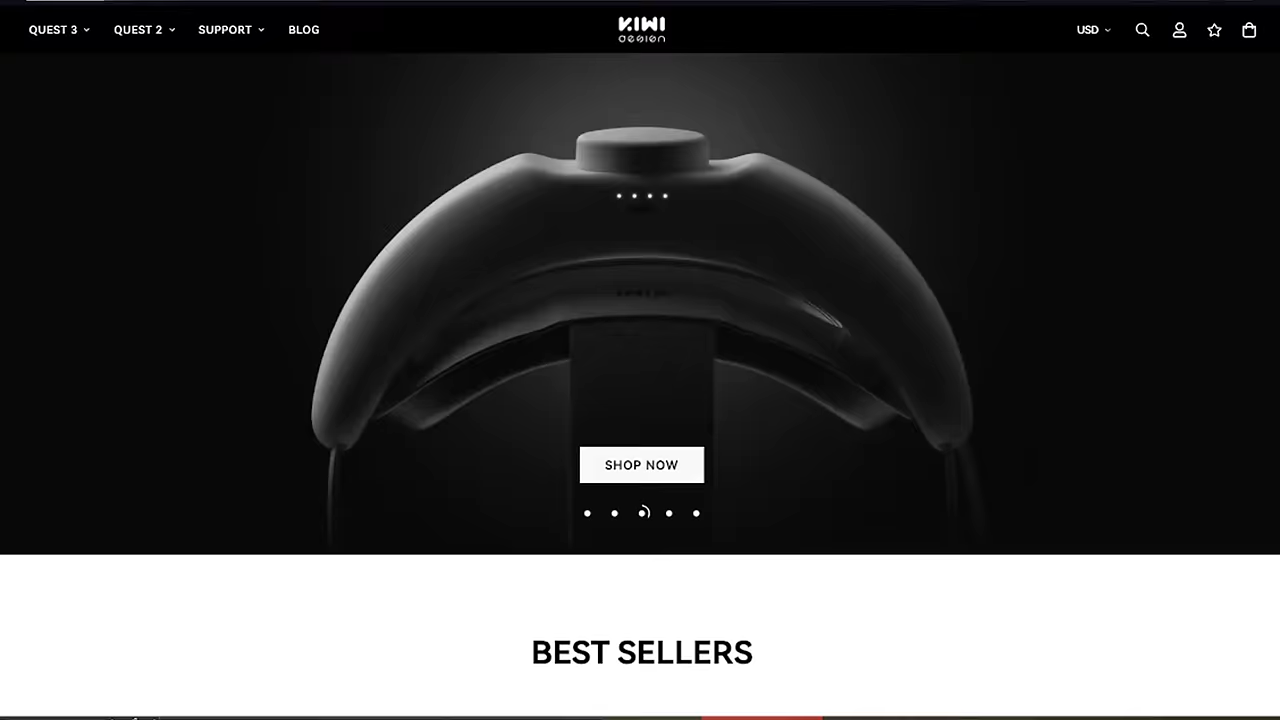 QUEST 3
QUEST 2
SUPPORT
BLOG
KIWI
design
USD
SHOP NOW
BEST SELLERS